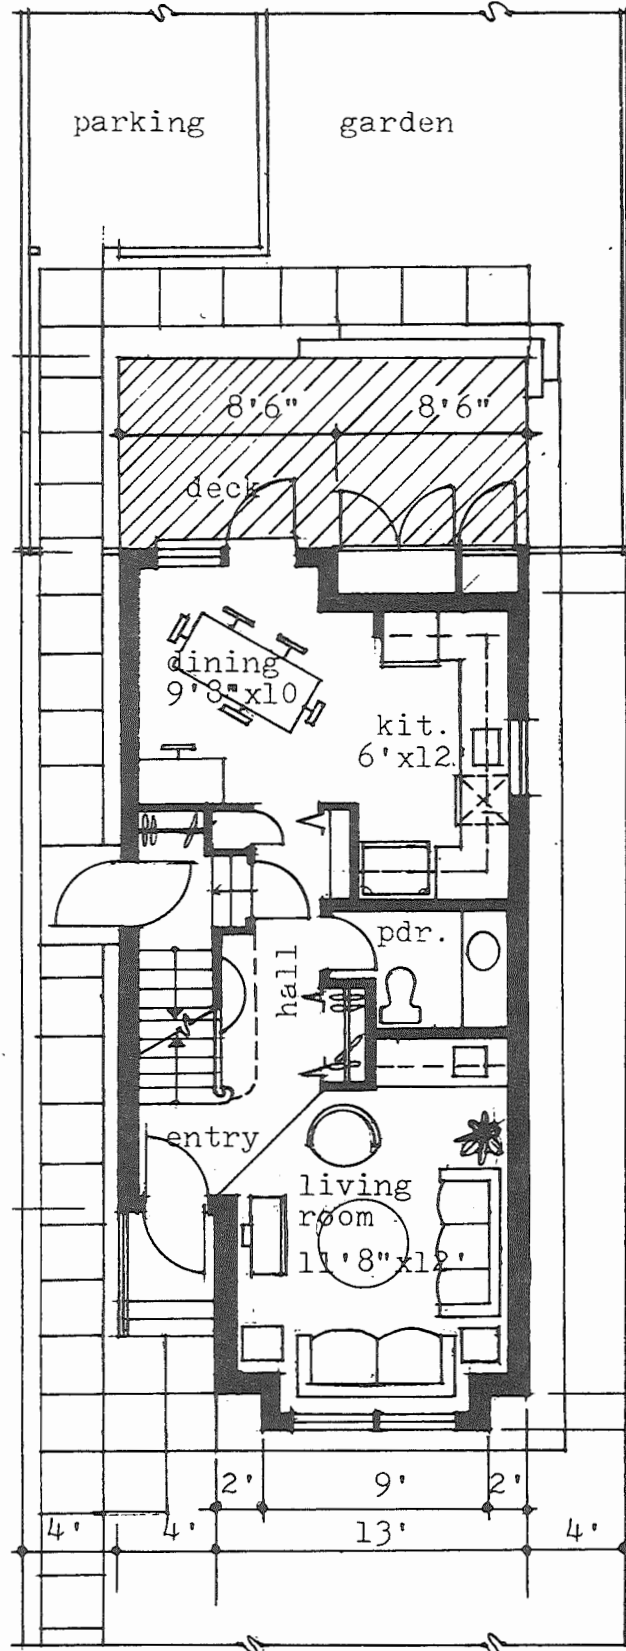 parking
garden
8'6"
8'6"
deck
dining
9'8"x10
kit.
6'x12
pdr.
hall
entry
living
room
11'8"x12'
2'
9'
2'
4'
4'
13'
4'